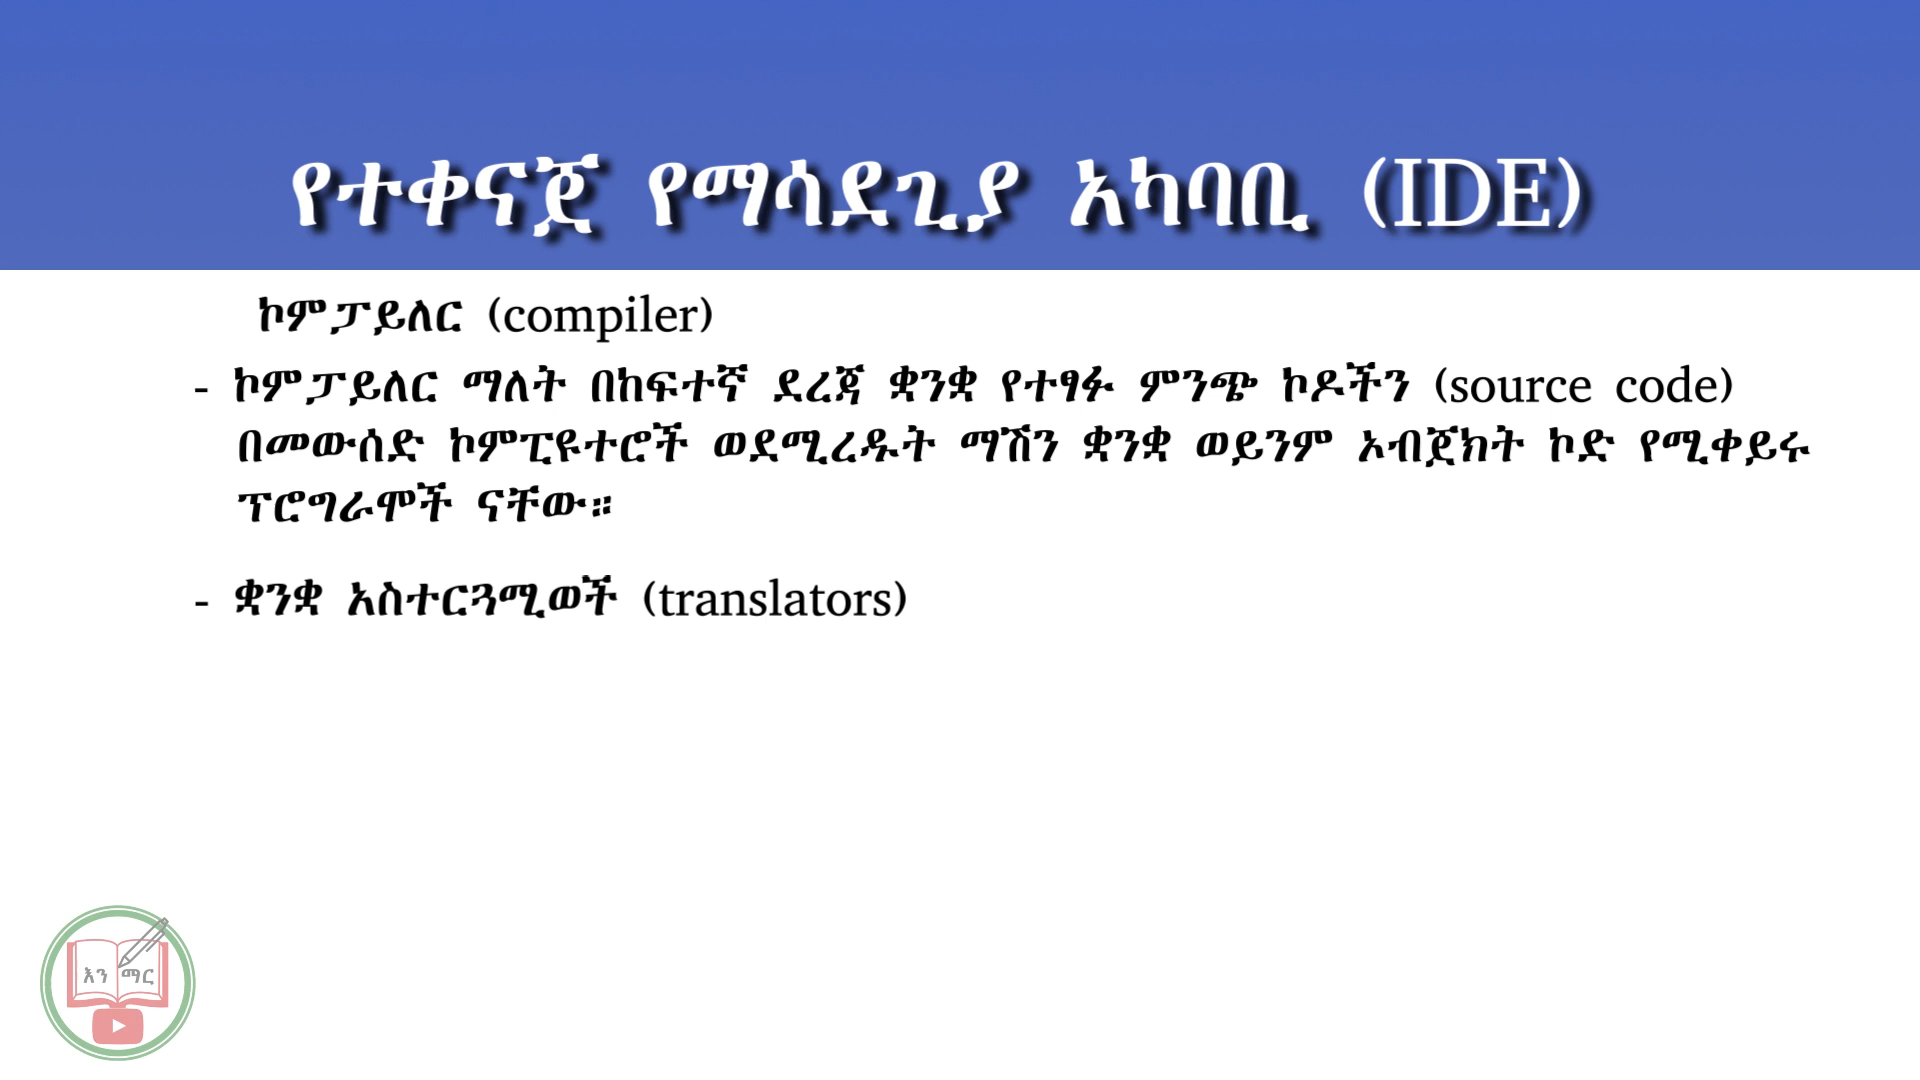 የተቀናጀ የማሳደጊያ አካባቢ (IDE)
ኮምፓይለር (compiler)
- ኮምፓይለር ማለት በከፍተኛ ደረጃ ቋንቋ የተፃፉ ምንጭ ኮዶችን (source code)
በመውሰድ ኮምፒዩተሮች ወደሚረዱት ማሽን ቋንቋ ወይንም ኦብጀክት ኮድ የሚቀይሩ
ፕሮግራሞች ናቸው።
- ቋንቋ አስተርጓሚወች (translators)
እን ማር